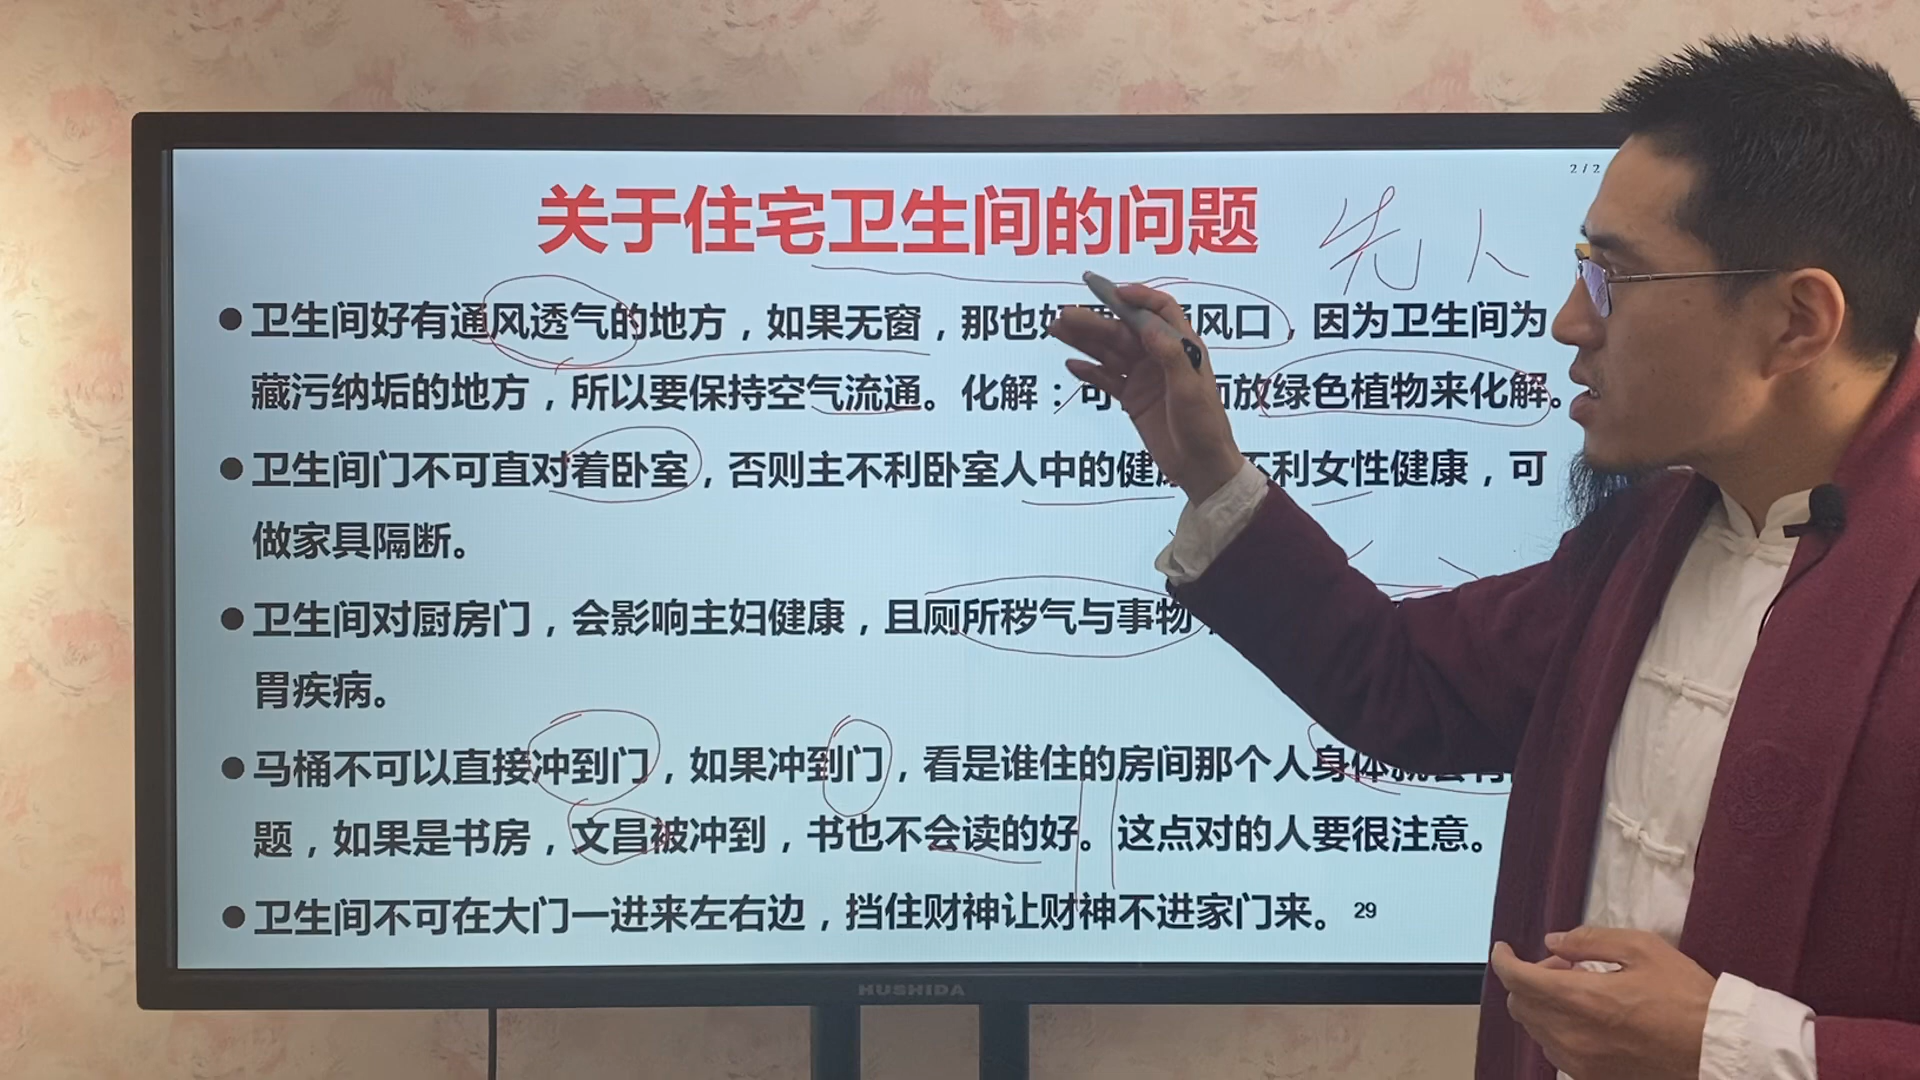 2/2
关于住宅卫生间的问题
先人
卫生间好有通风透气的地方，如果无窗，那也 风口，因为卫生间为
藏污纳垢的地方，所以要保持空气流通。化解：可 放绿色植物来化解。
卫生间门不可直对着卧室，否则主不利卧室人中的健 不利女性健康，可
做家具隔断。
卫生间对厨房门，会影响主妇健康，且厕所秽气与事物
胃疾病。
马桶不可以直接冲到门，如果冲到门，看是谁住的房间那个人身体就会有
题，如果是书房，文昌被冲到，书也不会读的好。这点对的人要很注意。
卫生间不可在大门一进来左右边，挡住财神让财神不进家门来。 29
HUSHIDA